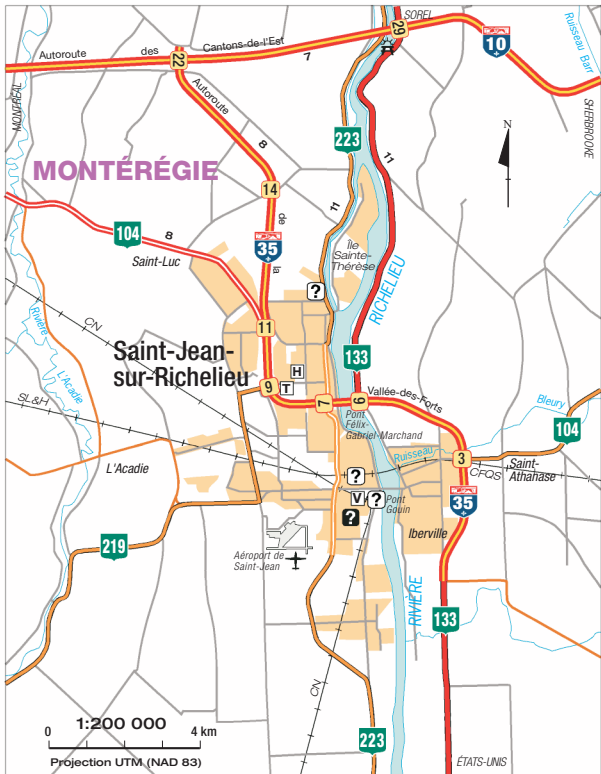 SOREL
29
10
Ruisseau Barr
Autoroute des Cantons-de-l'Est
7
22
MONTRÉAL
SHERBROOKE
Autoroute
8
223
11
N
MONTÉRÉGIE
14
11
de
la
104
8
35
Saint-Luc
Île
Sainte-
Thérèse
RICHELIEU
?
CN
Rivière
L'Acadie
11
133
Saint-Jean-
sur-Richelieu
H
T
9
7
6
Vallée-des-Forts
SL&H
Pont
Félix-
Gabriel-Marchand
Bleury
104
Ruisseau
3
CFQS
Saint-
Athanase
L'Acadie
?
V
?
Pont
Gouin
35
?
Iberville
219
Aéroport de
Saint-Jean
RIVIÈRE
133
CN
1:200 000
0
4 km
Projection UTM (NAD 83)
223
ÉTATS-UNIS